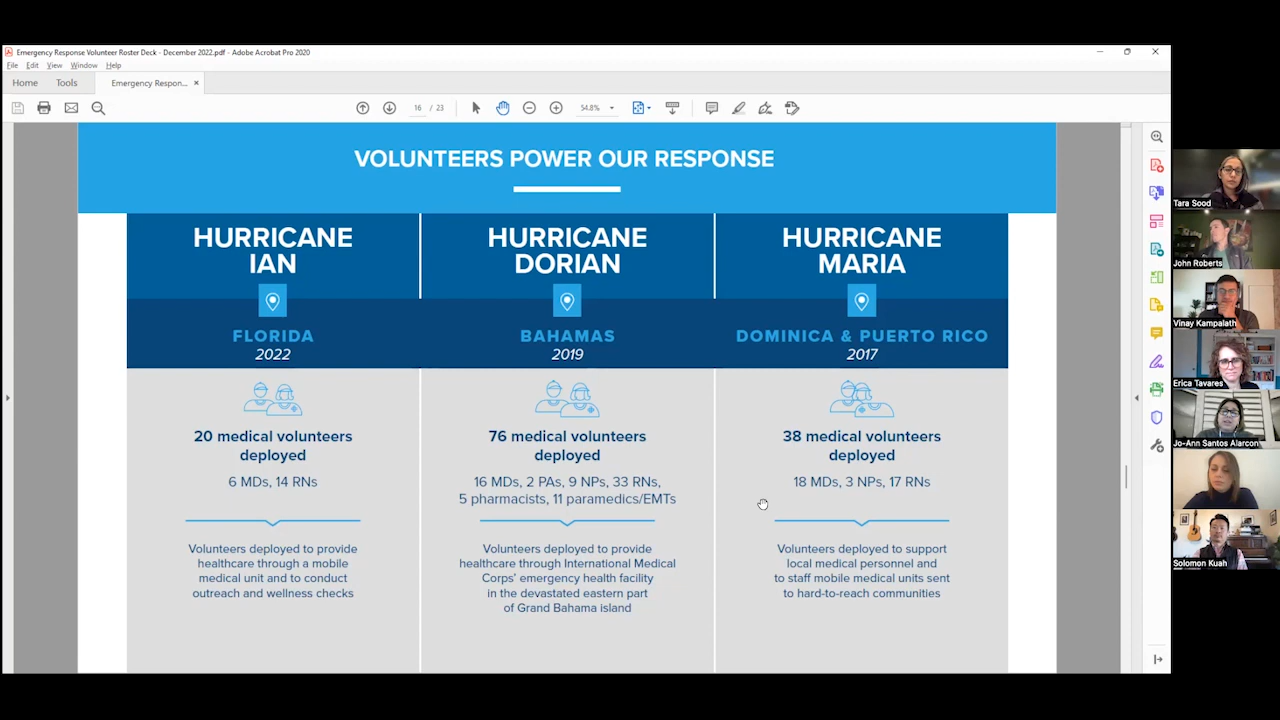 Emergency Response Volunteer Roster Deck - December 2022.pdf - Adobe Acrobat Pro 2020
File Edit View Window Help
Home Tools Emergency Respon... ×
16 / 23 54.8%
VOLUNTEERS POWER OUR RESPONSE
HURRICANE
IAN
FLORIDA
2022
20 medical volunteers
deployed
6 MDs, 14 RNs
Volunteers deployed to provide
healthcare through a mobile
medical unit and to conduct
outreach and wellness checks
HURRICANE
DORIAN
BAHAMAS
2019
76 medical volunteers
deployed
16 MDs, 2 PAs, 9 NPs, 33 RNs,
5 pharmacists, 11 paramedics/EMTs
Volunteers deployed to provide
healthcare through International Medical
Corps' emergency health facility
in the devastated eastern part
of Grand Bahama island
HURRICANE
MARIA
DOMINICA & PUERTO RICO
2017
38 medical volunteers
deployed
18 MDs, 3 NPs, 17 RNs
Volunteers deployed to support
local medical personnel and
to staff mobile medical units sent
to hard-to-reach communities
Tara Sood
John Roberts
Vinay Kampalath
Erica Tavares
Jo-Ann Santos Alarcon
Solomon Kuah